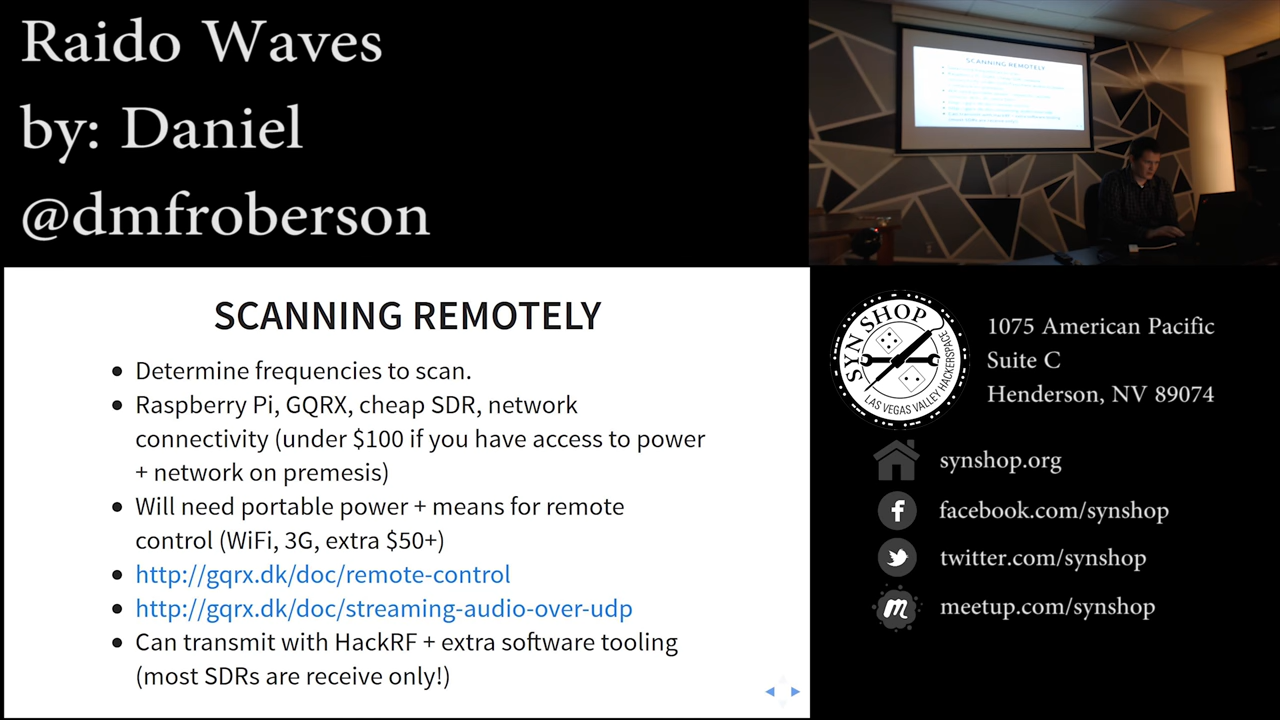 Raido Waves
by: Daniel
@dmfroberson
SCANNING REMOTELY
SCANNING REMOTELY
• Determine frequencies to scan.
• Raspberry Pi, GQRX, cheap SDR, network
connectivity (under $100 if you have access to power
+ network on premesis)
• Will need portable power + means for remote
control (WiFi, 3G, extra $50+)
• http://gqrx.dk/doc/remote-control
• http://gqrx.dk/doc/streaming-audio-over-udp
• Can transmit with HackRF + extra software tooling
(most SDRs are receive only!)
SYN SHOP
LAS VEGAS VALLEY HACKERSPACE
1075 American Pacific
Suite C
Henderson, NV 89074
synshop.org
facebook.com/synshop
twitter.com/synshop
meetup.com/synshop